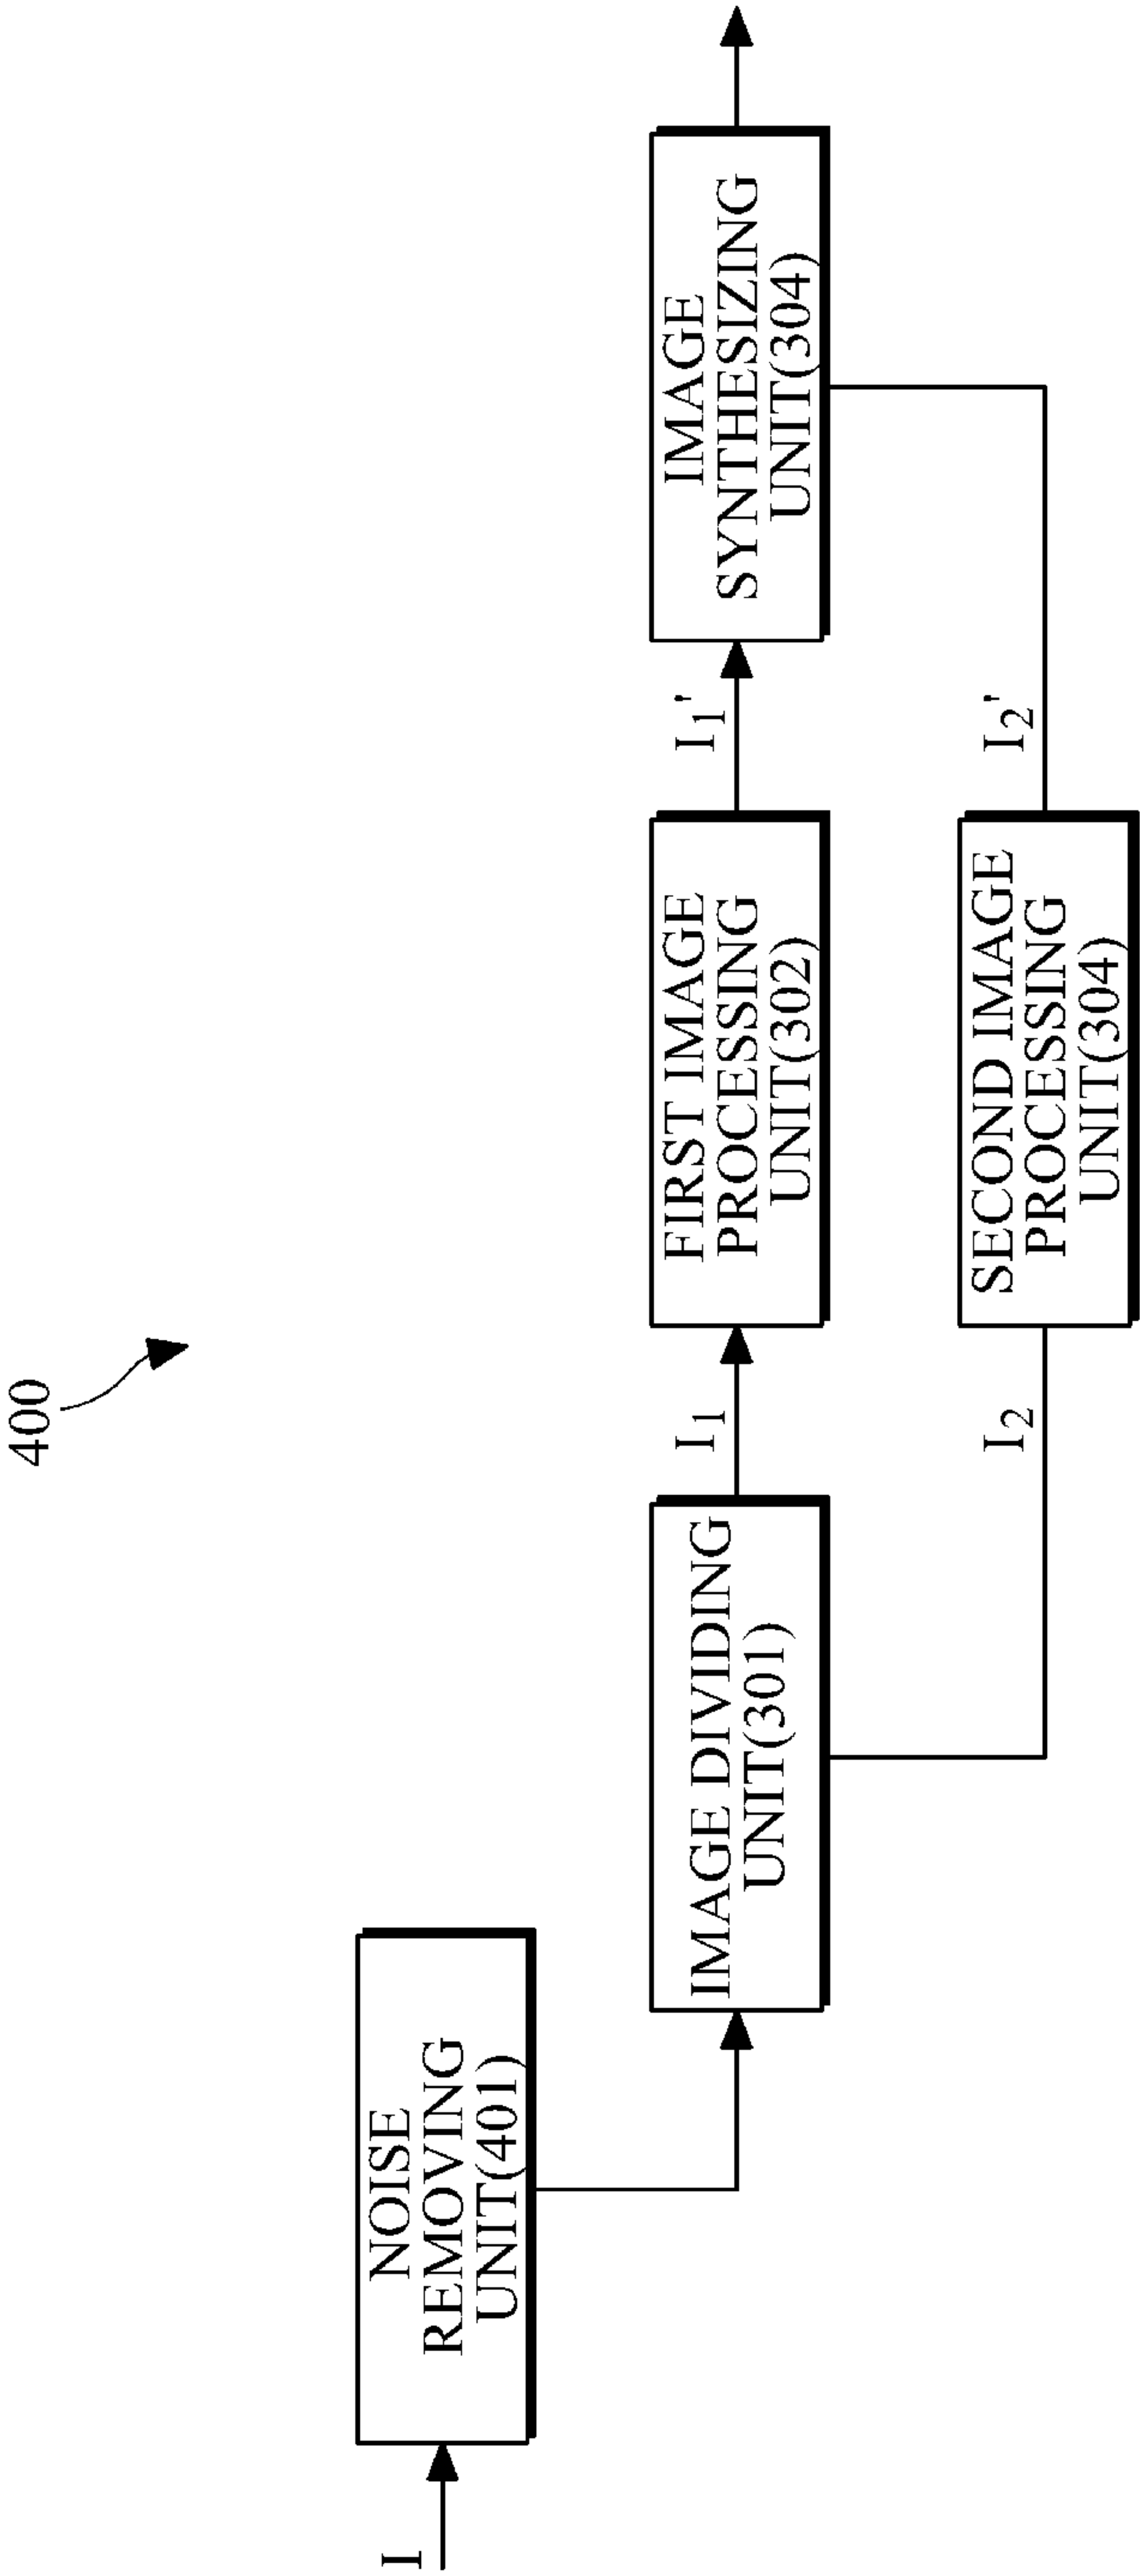 400
I
NOISE
REMOVING
UNIT(401)
IMAGE DIVIDING
UNIT(301)
I₁
FIRST IMAGE
PROCESSING
UNIT(302)
I₁'
IMAGE
SYNTHESIZING
UNIT(304)
I₂
SECOND IMAGE
PROCESSING
UNIT(304)
I₂'